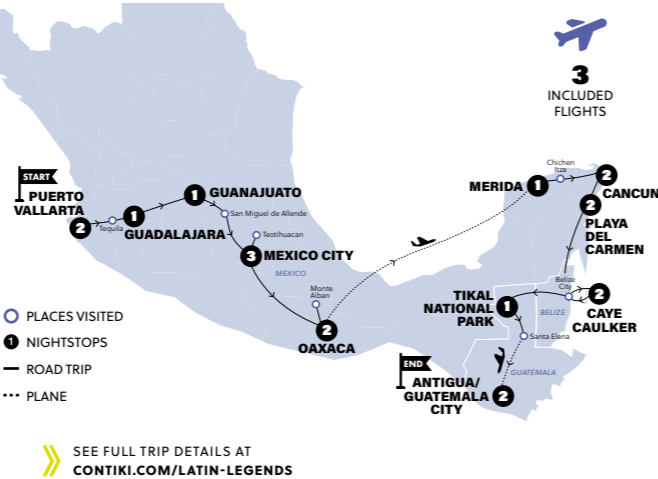 3
INCLUDED
FLIGHTS
START
PUERTO
VALLARTA
2
Tequila
1
GUADALAJARA
1
GUANAJUATO
San Miguel de Allende
Teotihuacan
3
MEXICO CITY
MEXICO
Monte
Alban
2
OAXACA
MERIDA
1
Chichen
Itza
2
CANCUN
2
PLAYA
DEL
CARMEN
Belize
City
BELIZE
2
CAYE
CAULKER
TIKAL
NATIONAL
PARK
1
Santa Elena
GUATEMALA
END
ANTIGUA/
GUATEMALA
CITY
2
PLACES VISITED
1 NIGHTSTOPS
ROAD TRIP
PLANE
SEE FULL TRIP DETAILS AT
CONTIKI.COM/LATIN-LEGENDS